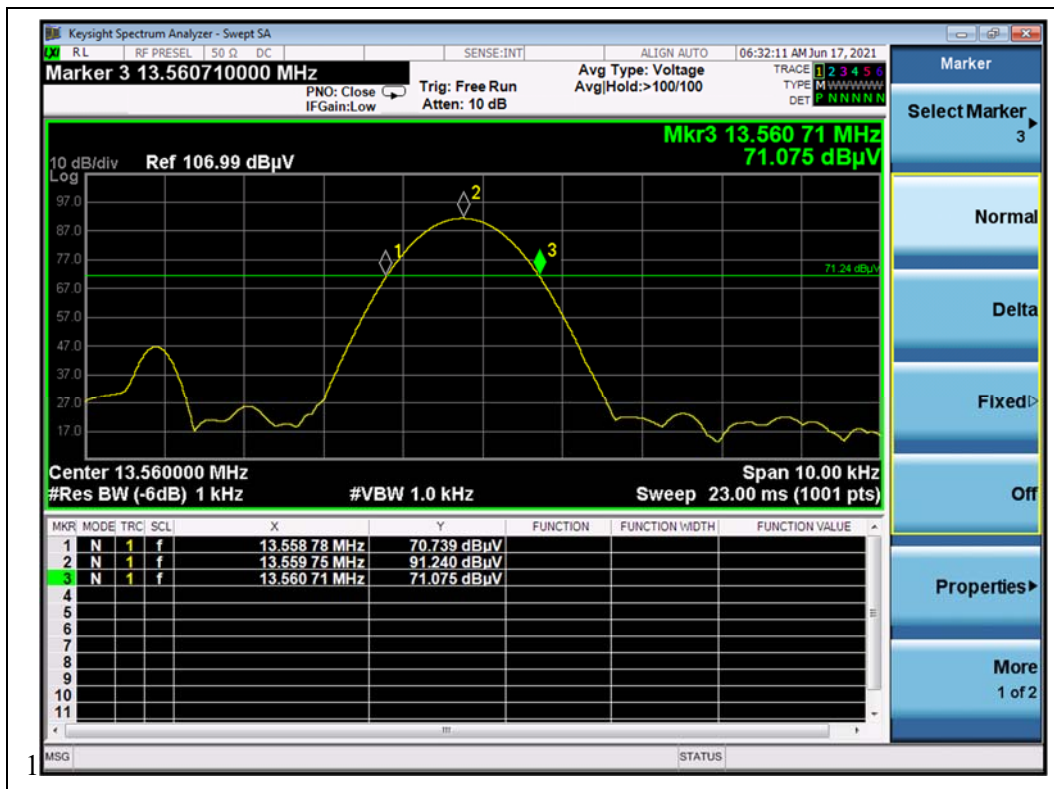 Keysight Spectrum Analyzer - Swept SA
LXI RL RF PRESEL 50 Ω DC SENSE:INT ALIGN AUTO 06:32:11 AM Jun 17, 2021
Marker 3 13.560710000 MHz
PNO: Close
IFGain:Low
Trig: Free Run
Atten: 10 dB
Avg Type: Voltage
Avg|Hold:>100/100
TRACE 1 2 3 4 5 6
TYPE M WWWWW
DET P N N N N N
Mkr3 13.560 71 MHz
71.075 dBµV
10 dB/div Ref 106.99 dBµV
Log
97.0
87.0
77.0
67.0
57.0
47.0
37.0
27.0
17.0
1
2
3
71.24 dBµV
Center 13.560000 MHz
Span 10.00 kHz
#Res BW (-6dB) 1 kHz #VBW 1.0 kHz Sweep 23.00 ms (1001 pts)
MKR MODE TRC SCL X Y FUNCTION FUNCTION WIDTH FUNCTION VALUE
1 N 1 f 13.558 78 MHz 70.739 dBµV
2 N 1 f 13.559 75 MHz 91.240 dBµV
3 N 1 f 13.560 71 MHz 71.075 dBµV
4
5
6
7
8
9
10
11
MSG STATUS
Marker
Select Marker
3
Normal
Delta
Fixed
Off
Properties
More
1 of 2
1